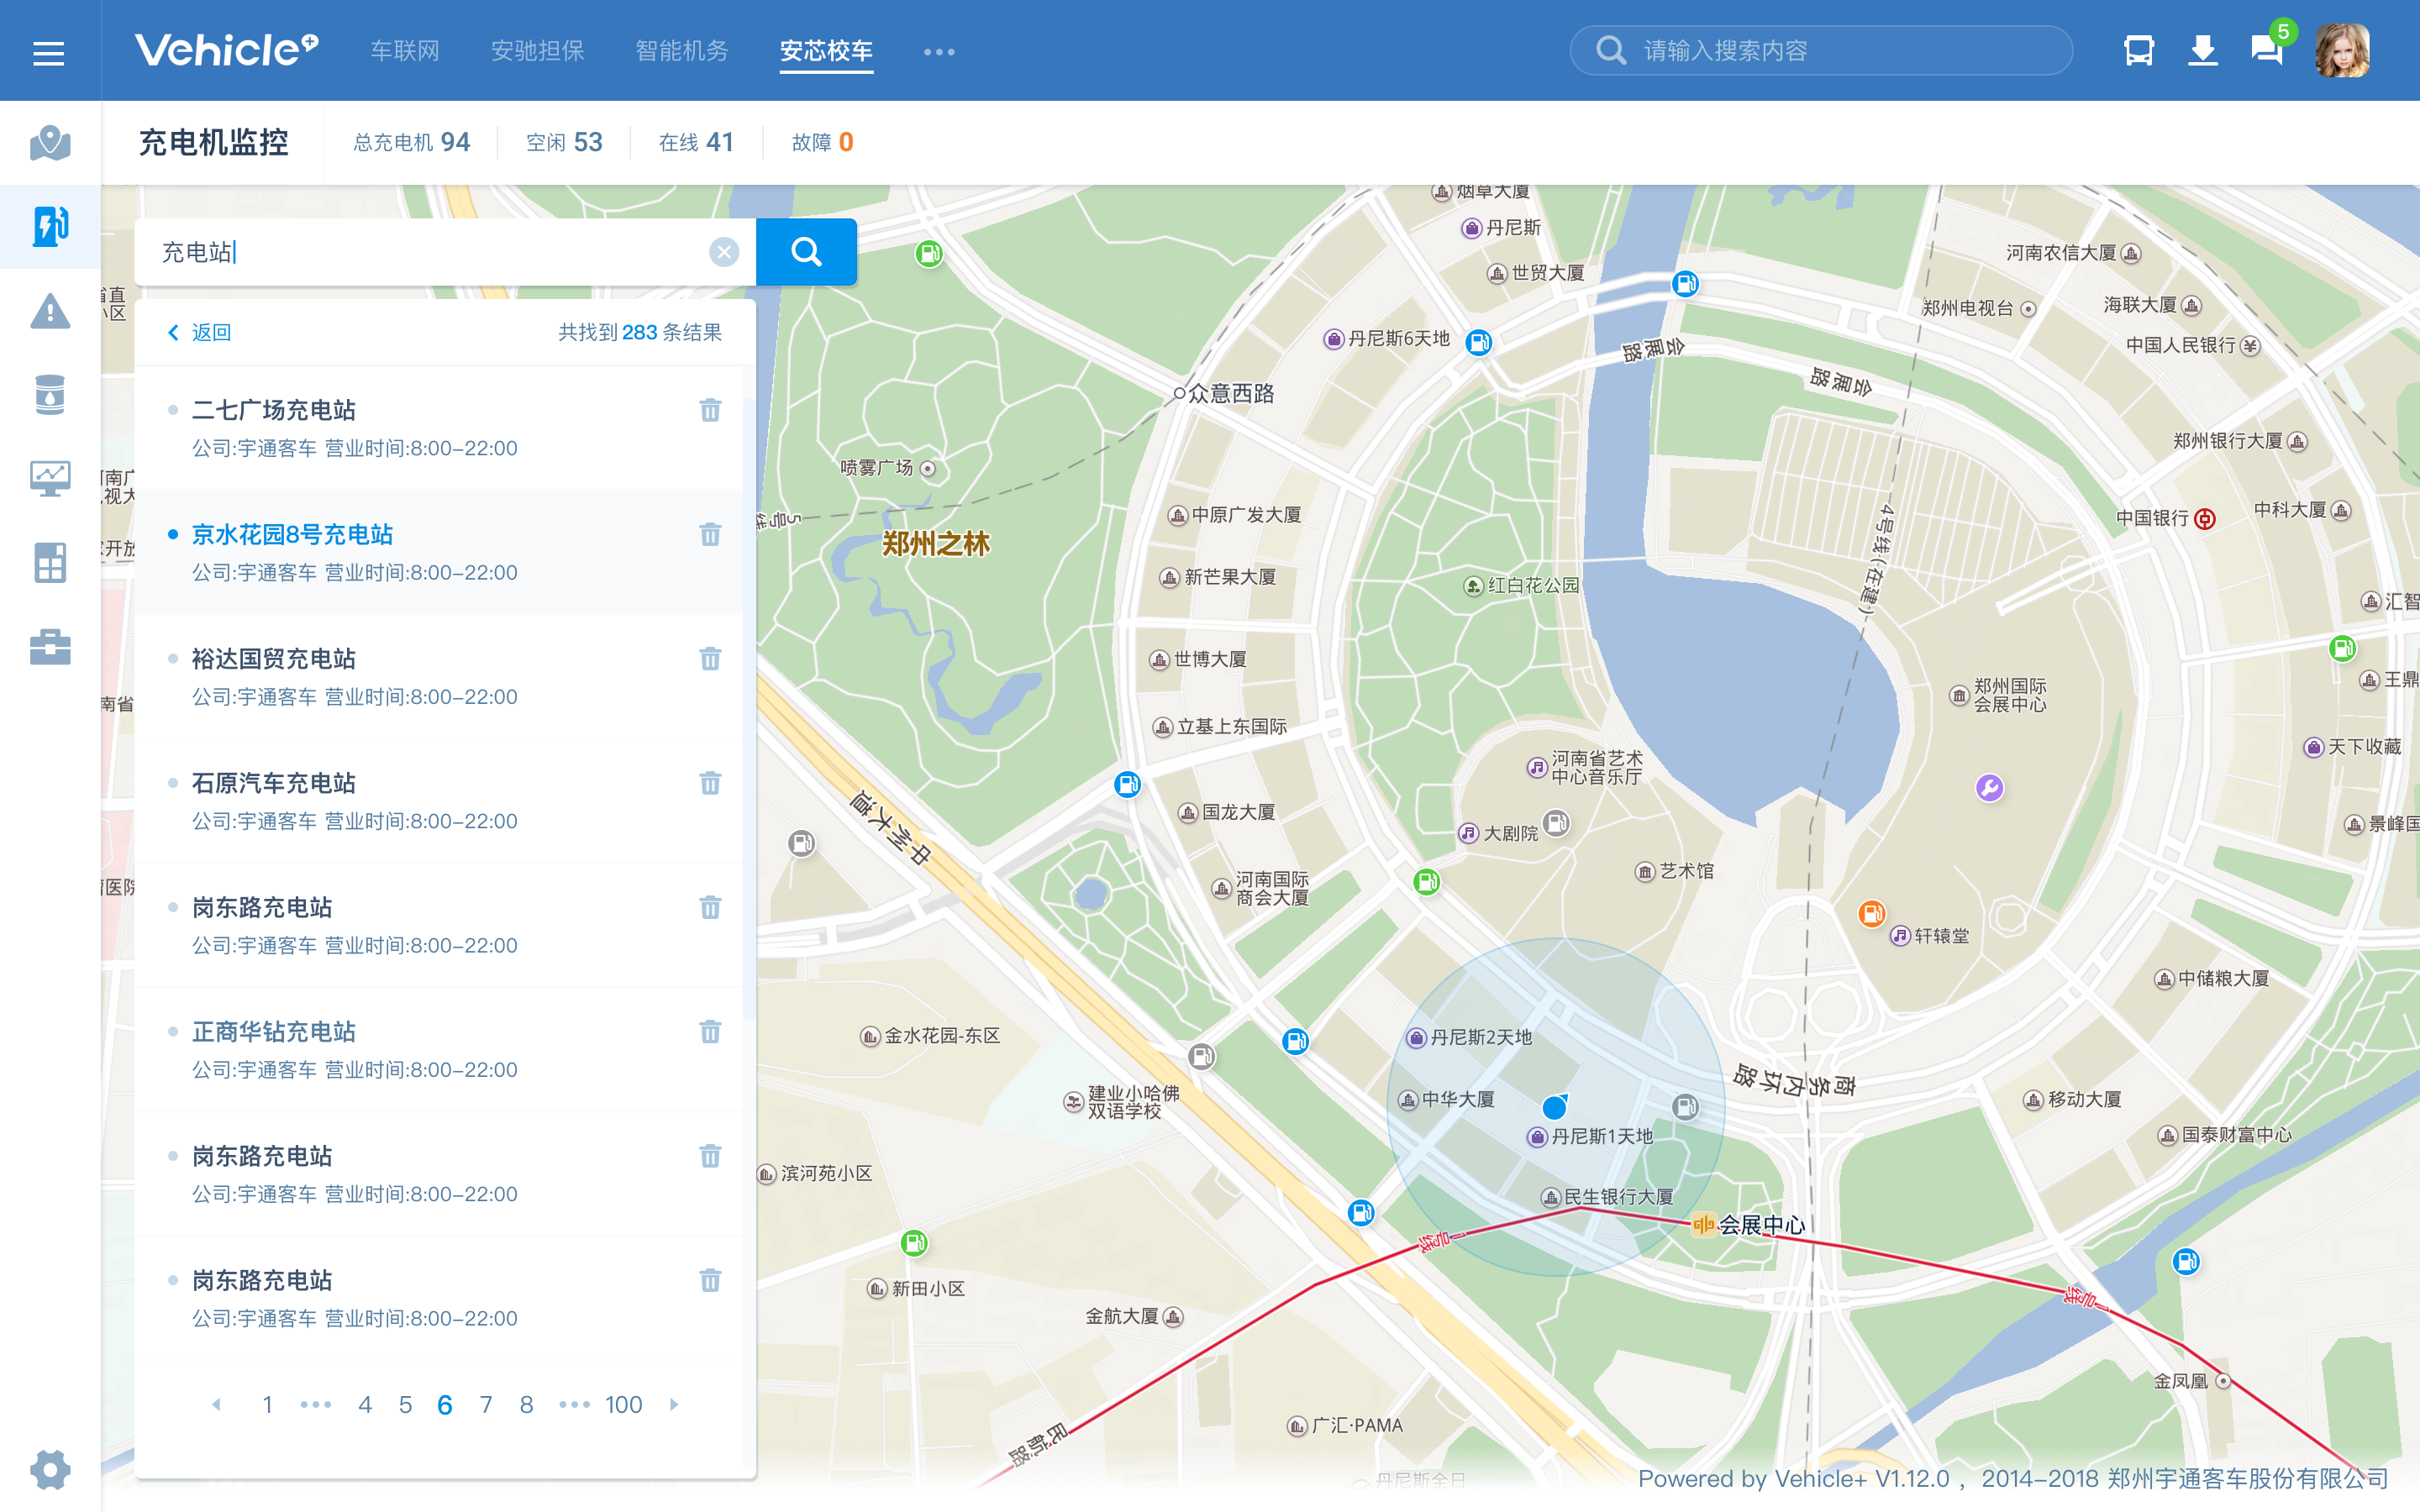 Vehicle+ 车联网 安驰担保 智能机务 安芯校车
请输入搜索内容
5
充电机监控 总充电机 94 空闲 53 在线 41 故障 0
充电站
返回 共找到 283 条结果
二七广场充电站
公司:宇通客车 营业时间:8:00-22:00
京水花园8号充电站
公司:宇通客车 营业时间:8:00-22:00
裕达国贸充电站
公司:宇通客车 营业时间:8:00-22:00
石原汽车充电站
公司:宇通客车 营业时间:8:00-22:00
岗东路充电站
公司:宇通客车 营业时间:8:00-22:00
正商华钻充电站
公司:宇通客车 营业时间:8:00-22:00
岗东路充电站
公司:宇通客车 营业时间:8:00-22:00
岗东路充电站
公司:宇通客车 营业时间:8:00-22:00
1 ••• 4 5 6 7 8 ••• 100
烟草大厦
丹尼斯
世贸大厦
河南农信大厦
郑州电视台
海联大厦
中国人民银行
丹尼斯6天地
会展路
会展路
众意西路
郑州银行大厦
喷雾广场
5号线
郑州之林
中原广发大厦
4号线(在建)
中国银行
中科大厦
新芒果大厦
红白花公园
汇智
世博大厦
王鼎
郑州国际
会展中心
立基上东国际
天下收藏
河南省艺术
中心音乐厅
中州大道
国龙大厦
大剧院
景峰国
艺术馆
河南国际
商会大厦
轩辕堂
中储粮大厦
金水花园-东区
丹尼斯2天地
商务内环路
建业小哈佛
双语学校
中华大厦
移动大厦
丹尼斯1天地
国泰财富中心
滨河苑小区
民生银行大厦
会展中心
1号线
新田小区
1号线
金航大厦
金凤凰
广汇·PAMA
民航路
丹尼斯全日
省直
小区
南省
医院
Powered by Vehicle+ V1.12.0 ，2014-2018 郑州宇通客车股份有限公司